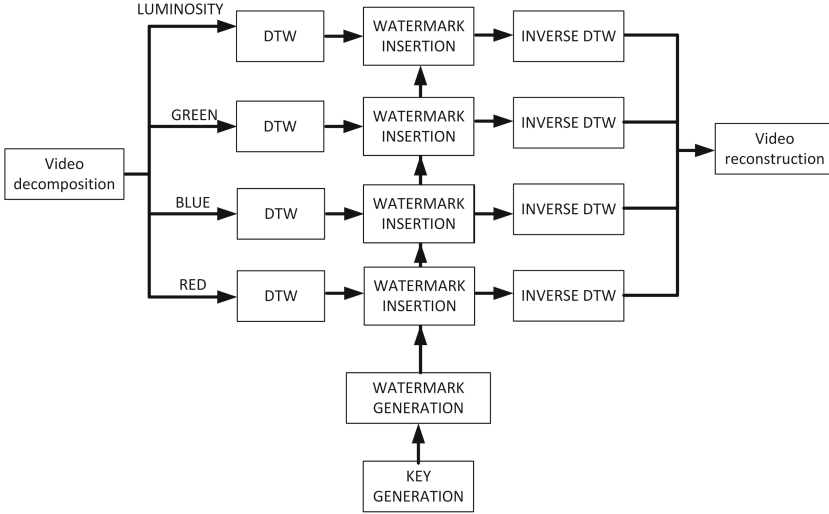 LUMINOSITY
DTW
WATERMARK
INSERTION
INVERSE DTW
GREEN
DTW
WATERMARK
INSERTION
INVERSE DTW
Video
decomposition
Video
reconstruction
BLUE
DTW
WATERMARK
INSERTION
INVERSE DTW
RED
DTW
WATERMARK
INSERTION
INVERSE DTW
WATERMARK
GENERATION
KEY
GENERATION